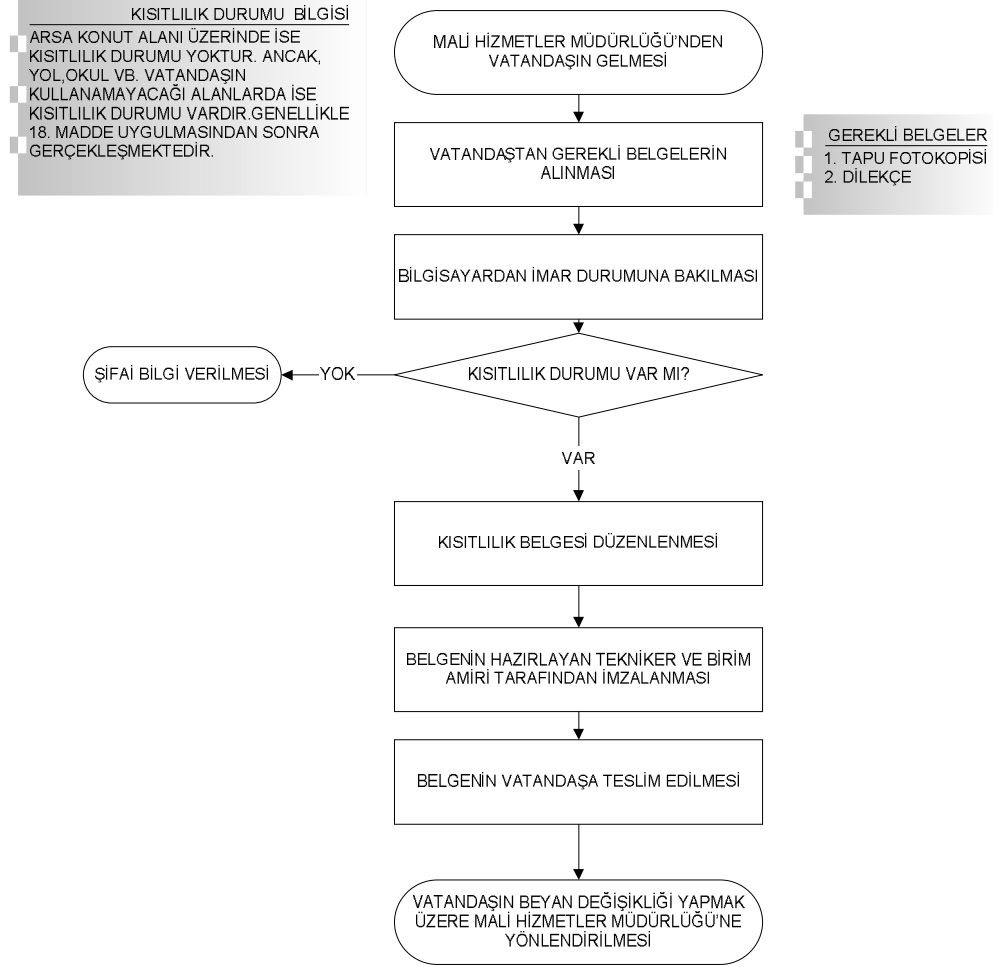 KISITLILIK DURUMU BİLGİSİ
ARSA KONUT ALANI ÜZERİNDE İSE
KISITLILIK DURUMU YOKTUR. ANCAK,
YOL,OKUL VB. VATANDAŞIN
KULLANAMAYACAĞI ALANLARDA İSE
KISITLILIK DURUMU VARDIR.GENELLİKLE
18. MADDE UYGULMASINDAN SONRA
GERÇEKLEŞMEKTEDİR.
MALİ HİZMETLER MÜDÜRLÜĞÜ'NDEN
VATANDAŞIN GELMESİ
VATANDAŞTAN GEREKLİ BELGELERİN
ALINMASI
GEREKLİ BELGELER
1. TAPU FOTOKOPİSİ
2. DİLEKÇE
BİLGİSAYARDAN İMAR DURUMUNA BAKILMASI
KISITLILIK DURUMU VAR MI?
YOK
ŞİFAİ BİLGİ VERİLMESİ
VAR
KISITLILIK BELGESİ DÜZENLENMESİ
BELGENİN HAZIRLAYAN TEKNİKER VE BİRİM
AMİRİ TARAFINDAN İMZALANMASI
BELGENİN VATANDAŞA TESLİM EDİLMESİ
VATANDAŞIN BEYAN DEĞİŞİKLİĞİ YAPMAK
ÜZERE MALİ HİZMETLER MÜDÜRLÜĞÜ'NE
YÖNLENDİRİLMESİ